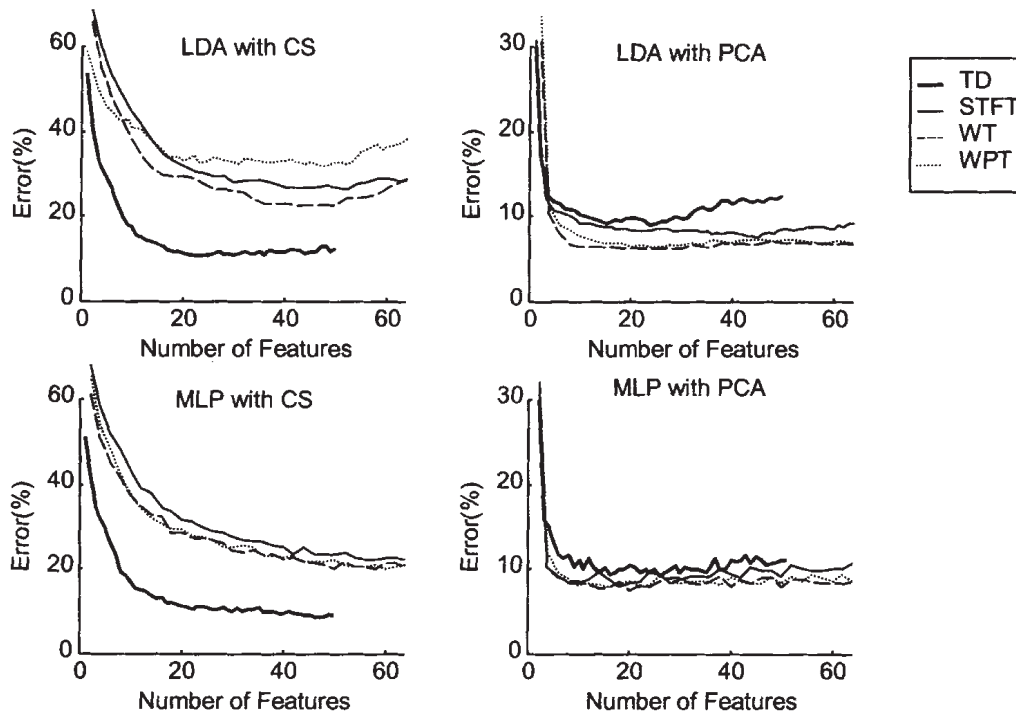 LDA with CS
60
40
20
0
Error(%)
0 20 40 60
Number of Features
LDA with PCA
30
20
10
0
Error(%)
0 20 40 60
Number of Features
TD
STFT
WT
WPT
MLP with CS
60
40
20
0
Error(%)
0 20 40 60
Number of Features
MLP with PCA
30
20
10
0
Error(%)
0 20 40 60
Number of Features